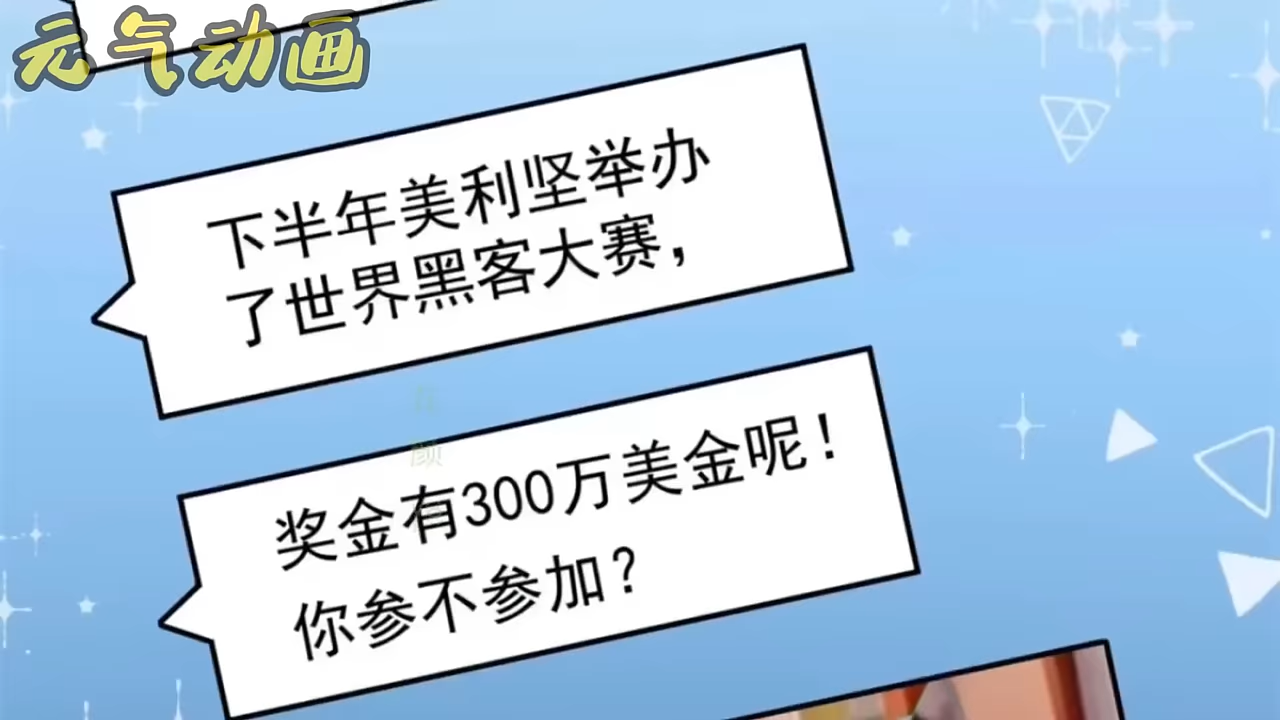 元气动画
下半年美利坚举办
了世界黑客大赛，
奖金有300万美金呢！
你参不参加？